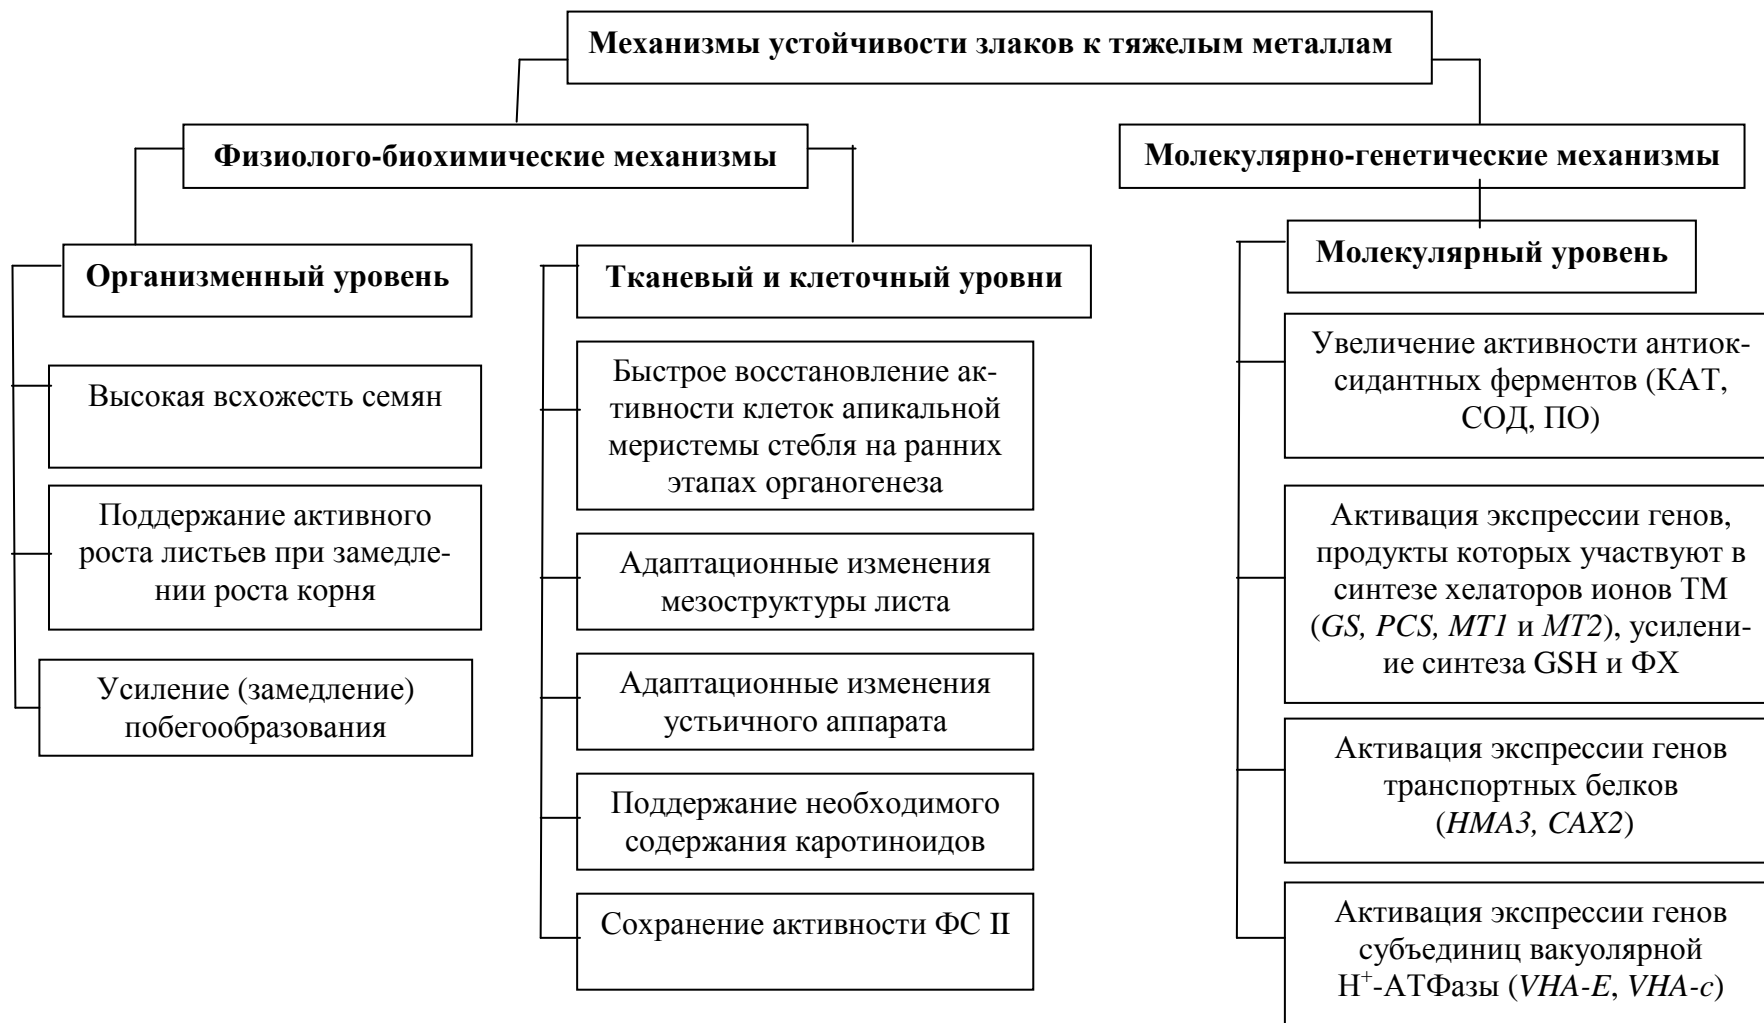 Механизмы устойчивости злаков к тяжелым металлам
Физиолого-биохимические механизмы
Молекулярно-генетические механизмы
Организменный уровень
Высокая всхожесть семян
Поддержание активного
роста листьев при замедле-
нии роста корня
Усиление (замедление)
побегообразования
Тканевый и клеточный уровни
Быстрое восстановление ак-
тивности клеток апикальной
меристемы стебля на ранних
этапах органогенеза
Адаптационные изменения
мезоструктуры листа
Адаптационные изменения
устьичного аппарата
Поддержание необходимого
содержания каротиноидов
Сохранение активности ФС II
Молекулярный уровень
Увеличение активности антиок-
сидантных ферментов (КАТ,
СОД, ПО)
Активация экспрессии генов,
продукты которых участвуют в
синтезе хелаторов ионов ТМ
(GS, PCS, MT1 и MT2), усилен-
ие синтеза GSH и ФХ
Активация экспрессии генов
транспортных белков
(HMA3, CAX2)
Активация экспрессии генов
субъединиц вакуолярной
Н⁺-АТФазы (VHA-E, VHA-c)